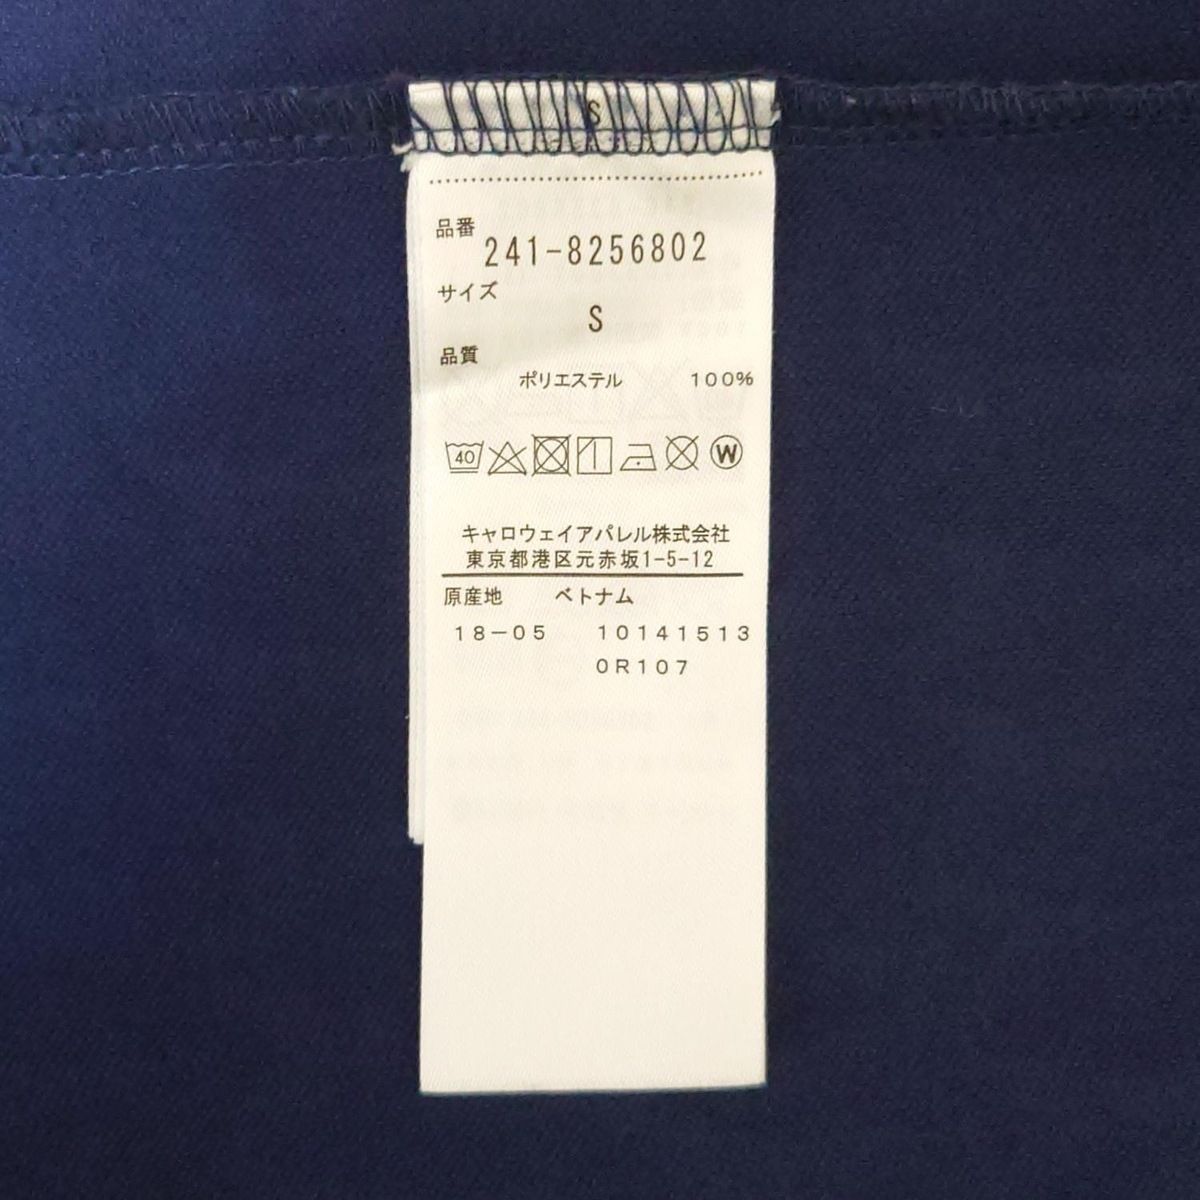 S
品番
241-8256802
サイズ
S
品質
ポリエステル 100%
40 W
キャロウェイアパレル株式会社
東京都港区元赤坂1-5-12
原産地 ベトナム
18-05 10141513
0R107